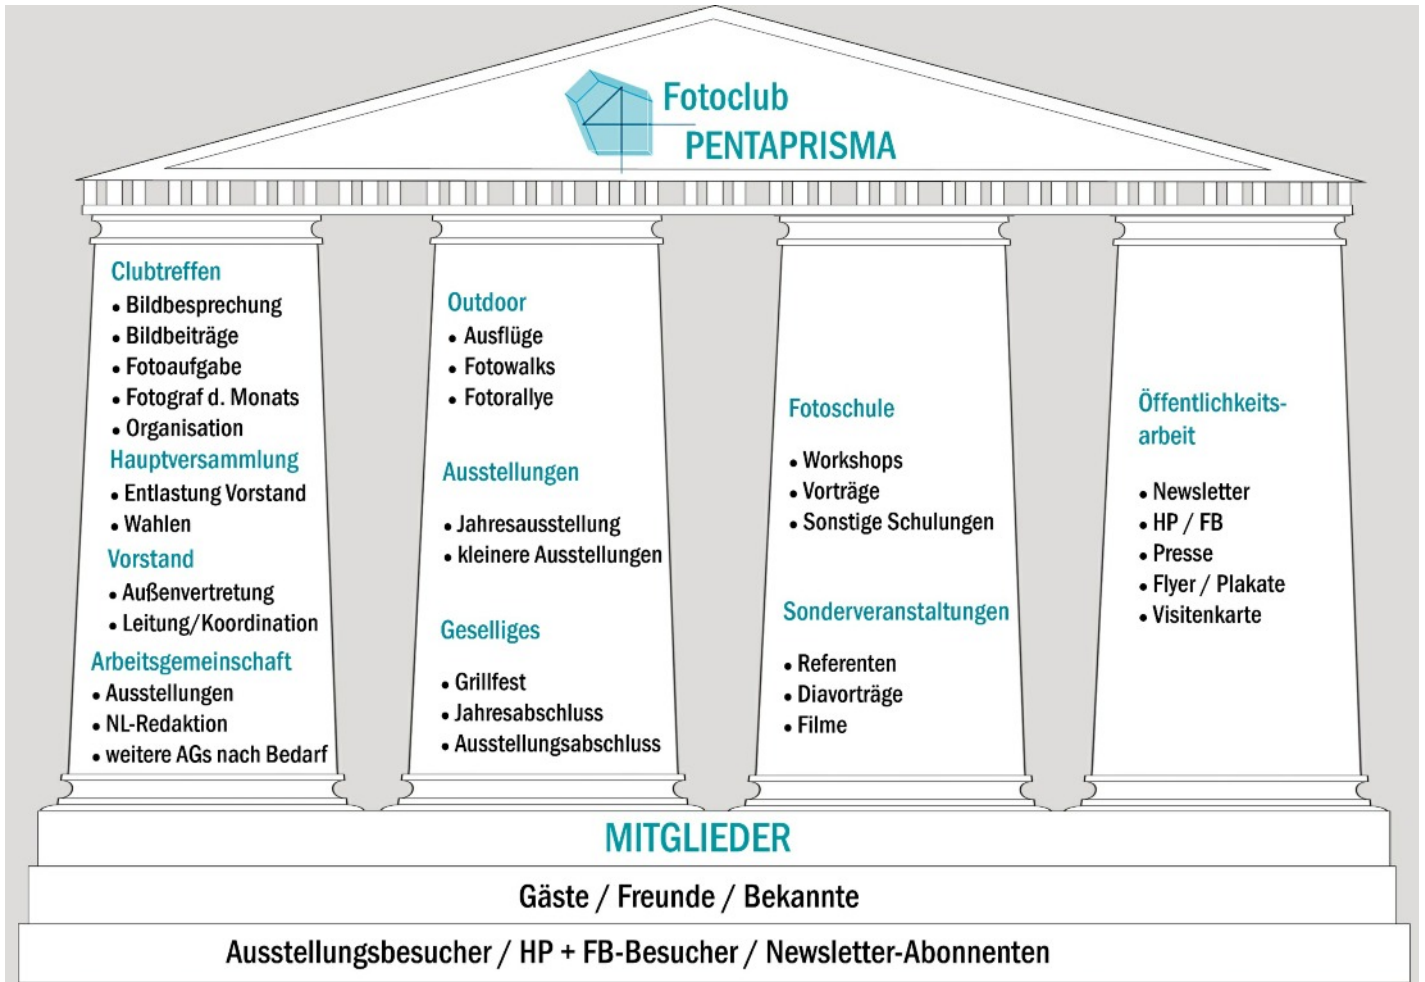 Fotoclub
PENTAPRISMA
Clubtreffen
• Bildbesprechung
• Bildbeiträge
• Fotoaufgabe
• Fotograf d. Monats
• Organisation
Hauptversammlung
• Entlastung Vorstand
• Wahlen
Vorstand
• Außenvertretung
• Leitung/Koordination
Arbeitsgemeinschaft
• Ausstellungen
• NL-Redaktion
• weitere AGs nach Bedarf
Outdoor
• Ausflüge
• Fotowalks
• Fotorallye
Ausstellungen
• Jahresausstellung
• kleinere Ausstellungen
Geselliges
• Grillfest
• Jahresabschluss
• Ausstellungsabschluss
Fotoschule
• Workshops
• Vorträge
• Sonstige Schulungen
Sonderveranstaltungen
• Referenten
• Diavorträge
• Filme
Öffentlichkeits-
arbeit
• Newsletter
• HP / FB
• Presse
• Flyer / Plakate
• Visitenkarte
MITGLIEDER
Gäste / Freunde / Bekannte
Ausstellungsbesucher / HP + FB-Besucher / Newsletter-Abonnenten